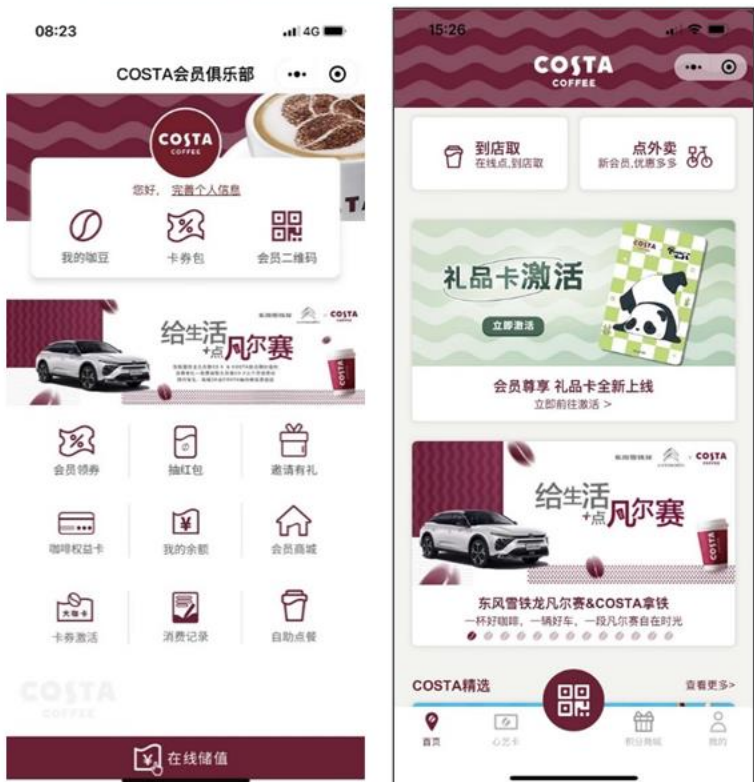 08:23
4G
COSTA会员俱乐部
COSTA
COFFEE
您好， 完善个人信息
我的咖豆
卡券包
会员二维码
COSTA
给生活
+点凡尔赛
COSTA
会员领券
抽红包
邀请有礼
咖啡权益卡
我的余额
会员商城
大咖卡
卡券激活
消费记录
自助点餐
COSTA
COFFEE
在线储值
15:26
COSTA
COFFEE
到店取
在线点,到店取
点外卖
新会员,优惠多多
COSTA
礼品卡激活
立即激活
会员尊享 礼品卡全新上线
立即前往激活 >
东风雪铁龙
COSTA
COFFEE
给生活
+点凡尔赛
COSTA
东风雪铁龙凡尔赛&COSTA拿铁
一杯好咖啡，一辆好车，一段凡尔赛自在时光
COSTA精选
查看更多>
首页
心艺卡
积分商城
我的